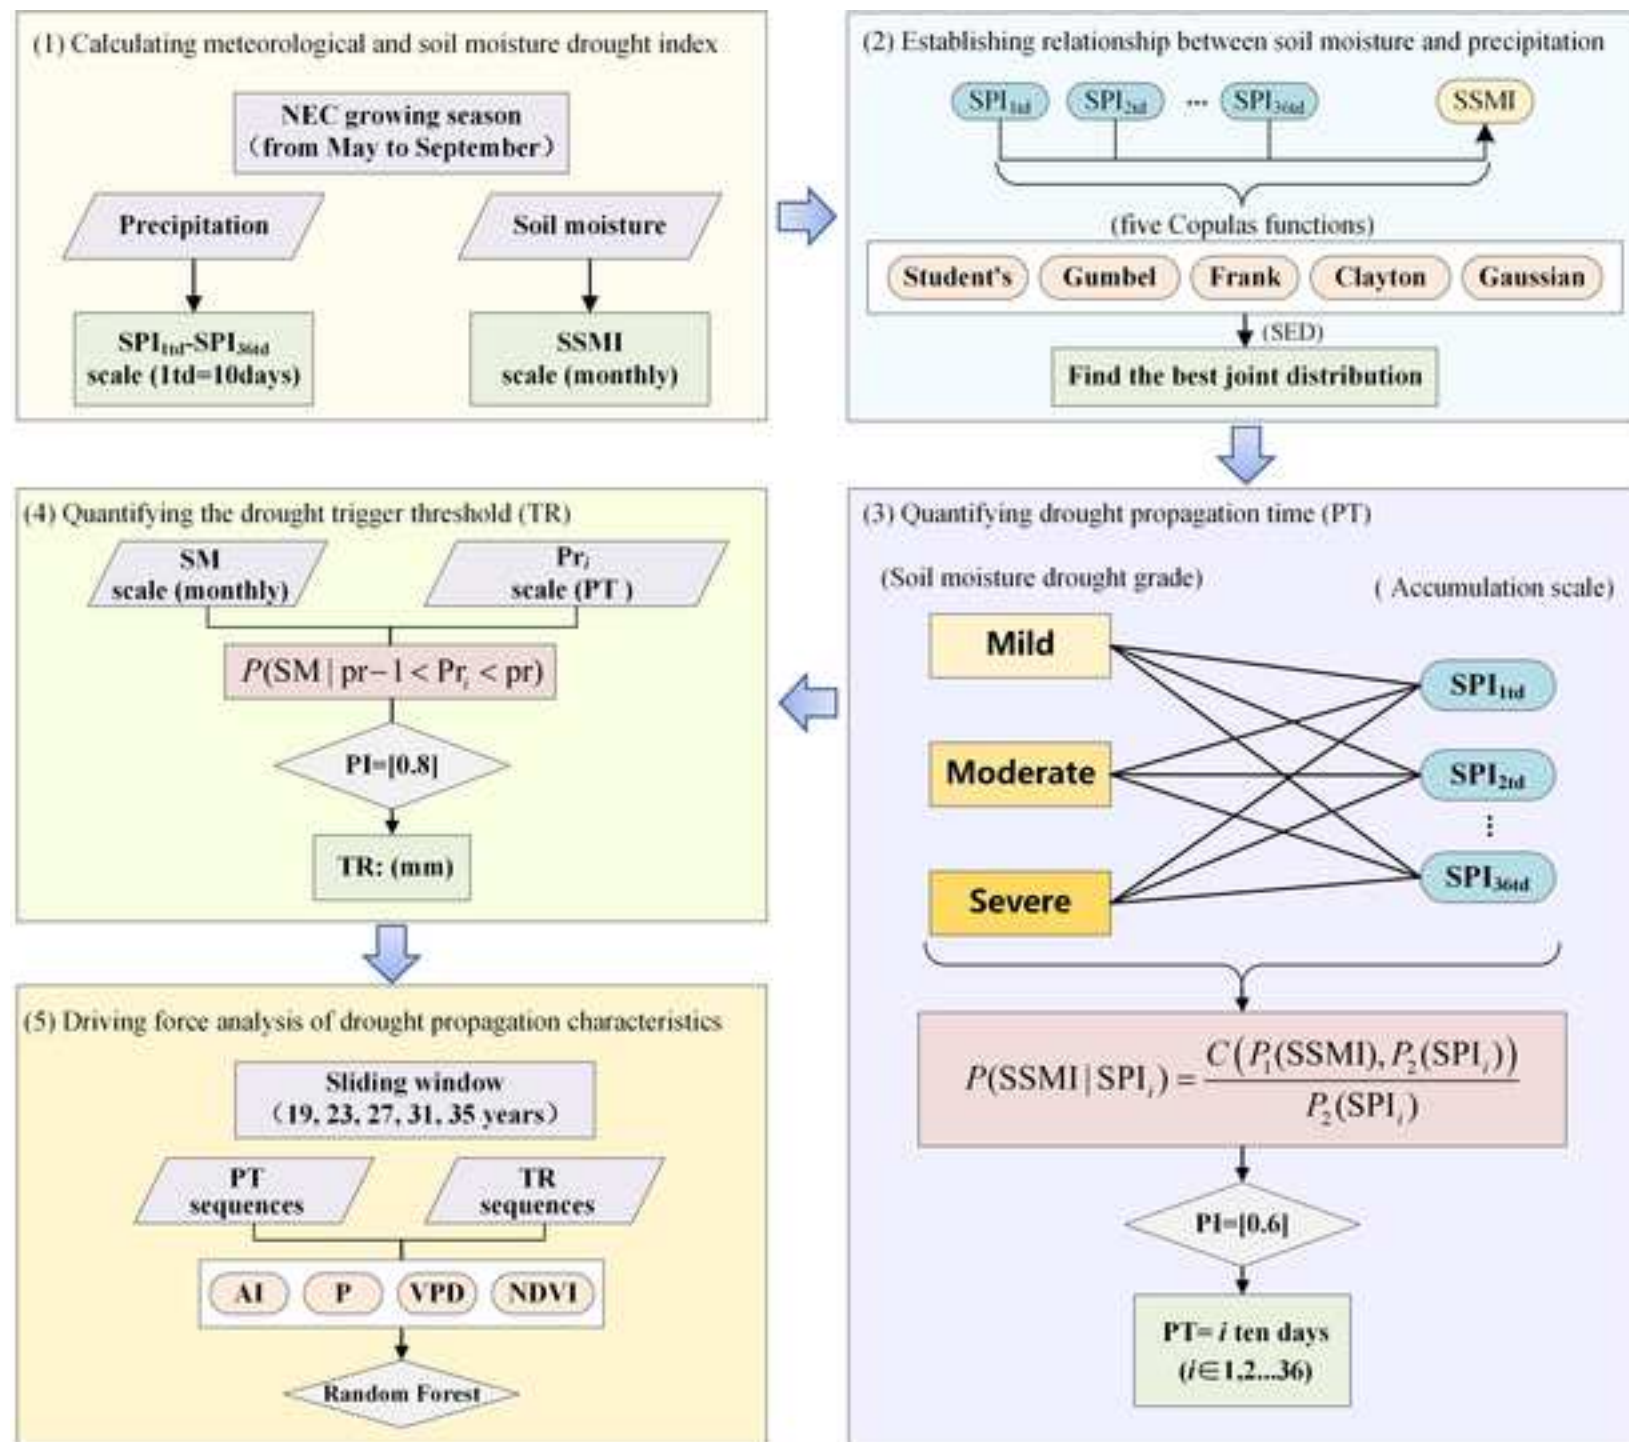 (1) Calculating meteorological and soil moisture drought index
NEC growing season
(from May to September)
Precipitation
Soil moisture
SPI1td-SPI36td
scale (1td=10days)
SSMI
scale (monthly)
(2) Establishing relationship between soil moisture and precipitation
SPI1td SPI2td ... SPI36td SSMI
(five Copulas functions)
Student's Gumbel Frank Clayton Gaussian
(SED)
Find the best joint distribution
(3) Quantifying drought propagation time (PT)
(Soil moisture drought grade)
( Accumulation scale)
Mild
Moderate
Severe
SPI1td
SPI2td
⋮
SPI36td
P(SSMI | SPIi) = C(P1(SSMI), P2(SPIi)) / P2(SPIi)
PI=[0.6]
PT= i ten days
(i∈1,2...36)
(4) Quantifying the drought trigger threshold (TR)
SM
scale (monthly)
Pri
scale (PT )
P(SM | pr−1 < Pri < pr)
PI=[0.8]
TR: (mm)
(5) Driving force analysis of drought propagation characteristics
Sliding window
(19, 23, 27, 31, 35 years)
PT
sequences
TR
sequences
AI P VPD NDVI
Random Forest